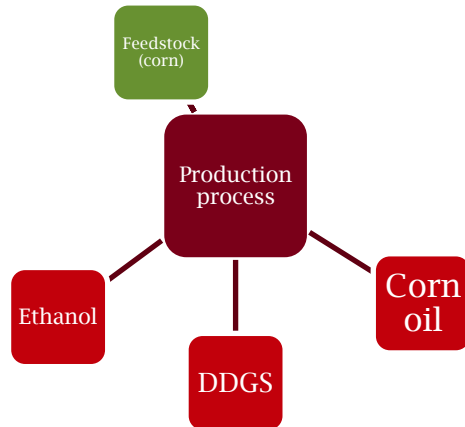 Feedstock
(corn)
Production
process
Ethanol
DDGS
Corn
oil